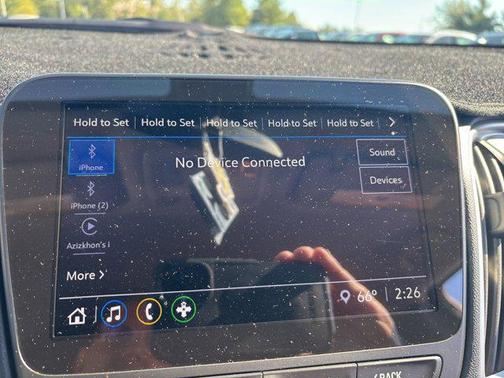 Hold to Set Hold to Set Hold to Set Hold to Set Hold to Set >
iPhone
No Device Connected
Sound
iPhone (2)
Devices
Azizkhon's i
More >
66° 2:26
BACK